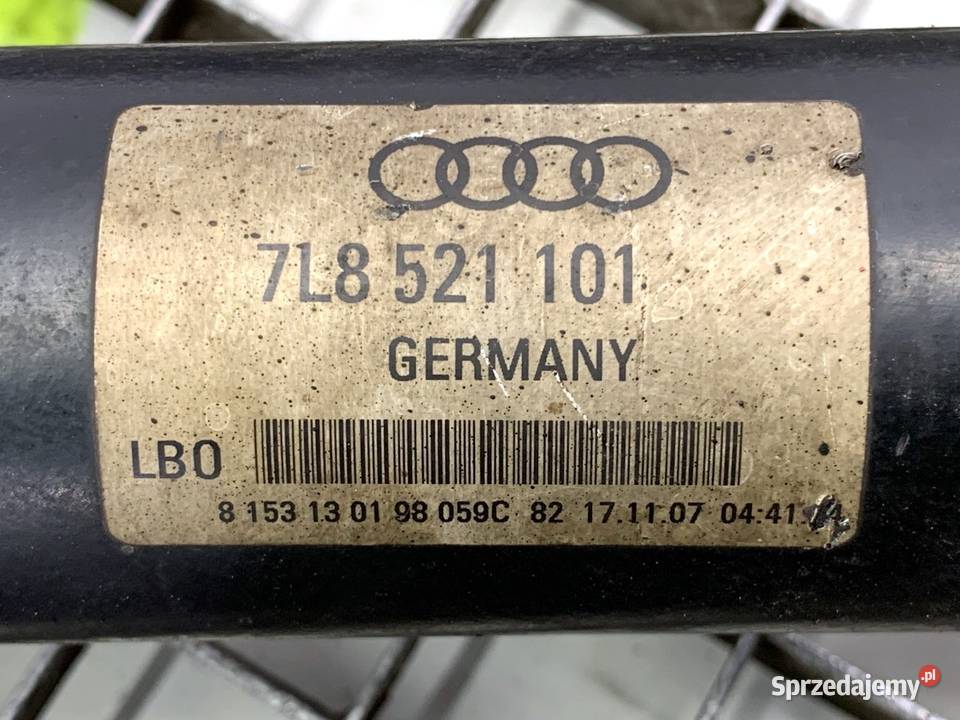 7L8 521 101
GERMANY
LBO
8 153 13 01 98 059C 82 17.11.07 04:41
Sprzedajemy.pl